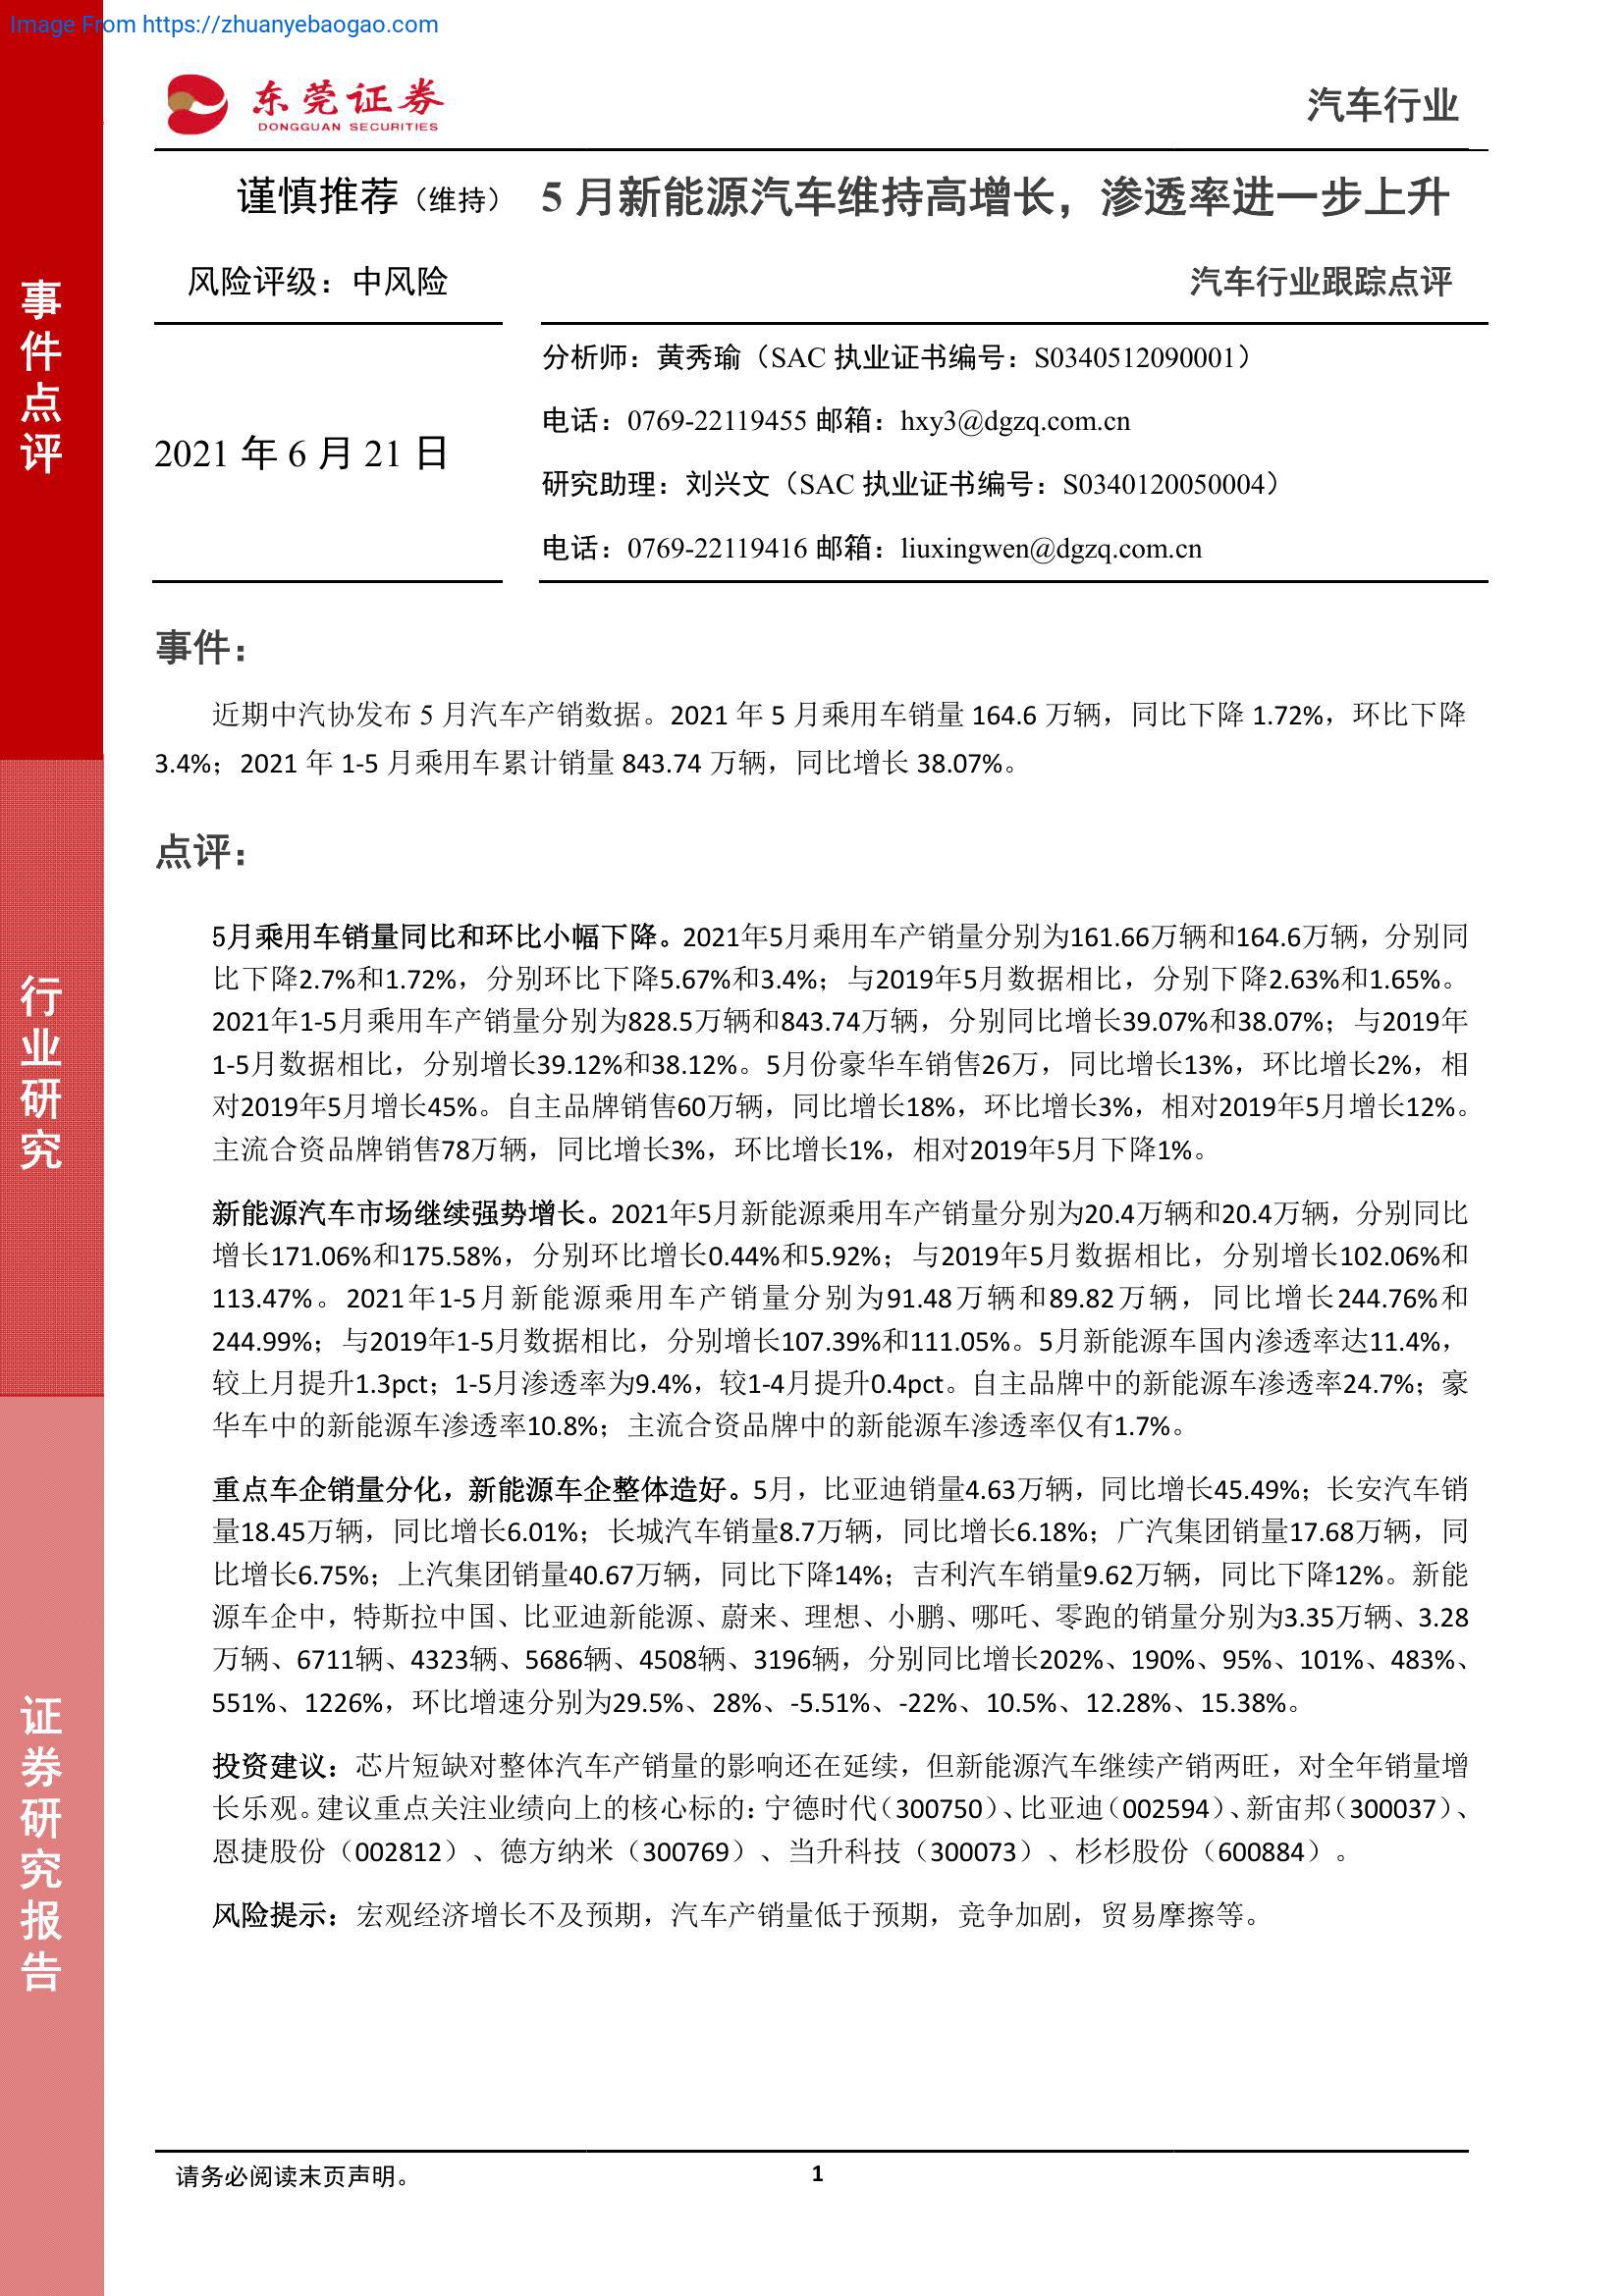 Image From https://zhuanyebaogao.com
东莞证券
DONGGUAN SECURITIES
汽车行业
谨慎推荐（维持）
5 月新能源汽车维持高增长，渗透率进一步上升
风险评级：中风险
汽车行业跟踪点评
2021 年 6 月 21 日
分析师：黄秀瑜（SAC 执业证书编号：S0340512090001）
电话：0769-22119455 邮箱：hxy3@dgzq.com.cn
研究助理：刘兴文（SAC 执业证书编号：S0340120050004）
电话：0769-22119416 邮箱：liuxingwen@dgzq.com.cn
事件点评
行业研究
证券研究报告
事件：
近期中汽协发布 5 月汽车产销数据。2021 年 5 月乘用车销量 164.6 万辆，同比下降 1.72%，环比下降
3.4%；2021 年 1-5 月乘用车累计销量 843.74 万辆，同比增长 38.07%。
点评：
5月乘用车销量同比和环比小幅下降。2021年5月乘用车产销量分别为161.66万辆和164.6万辆，分别同
比下降2.7%和1.72%，分别环比下降5.67%和3.4%；与2019年5月数据相比，分别下降2.63%和1.65%。
2021年1-5月乘用车产销量分别为828.5万辆和843.74万辆，分别同比增长39.07%和38.07%；与2019年
1-5月数据相比，分别增长39.12%和38.12%。5月份豪华车销售26万，同比增长13%，环比增长2%，相
对2019年5月增长45%。自主品牌销售60万辆，同比增长18%，环比增长3%，相对2019年5月增长12%。
主流合资品牌销售78万辆，同比增长3%，环比增长1%，相对2019年5月下降1%。
新能源汽车市场继续强势增长。2021年5月新能源乘用车产销量分别为20.4万辆和20.4万辆，分别同比
增长171.06%和175.58%，分别环比增长0.44%和5.92%；与2019年5月数据相比，分别增长102.06%和
113.47%。2021年1-5月新能源乘用车产销量分别为91.48万辆和89.82万辆，同比增长244.76%和
244.99%；与2019年1-5月数据相比，分别增长107.39%和111.05%。5月新能源车国内渗透率达11.4%，
较上月提升1.3pct；1-5月渗透率为9.4%，较1-4月提升0.4pct。自主品牌中的新能源车渗透率24.7%；豪
华车中的新能源车渗透率10.8%；主流合资品牌中的新能源车渗透率仅有1.7%。
重点车企销量分化，新能源车企整体造好。5月，比亚迪销量4.63万辆，同比增长45.49%；长安汽车销
量18.45万辆，同比增长6.01%；长城汽车销量8.7万辆，同比增长6.18%；广汽集团销量17.68万辆，同
比增长6.75%；上汽集团销量40.67万辆，同比下降14%；吉利汽车销量9.62万辆，同比下降12%。新能
源车企中，特斯拉中国、比亚迪新能源、蔚来、理想、小鹏、哪吒、零跑的销量分别为3.35万辆、3.28
万辆、6711辆、4323辆、5686辆、4508辆、3196辆，分别同比增长202%、190%、95%、101%、483%、
551%、1226%，环比增速分别为29.5%、28%、-5.51%、-22%、10.5%、12.28%、15.38%。
投资建议：芯片短缺对整体汽车产销量的影响还在延续，但新能源汽车继续产销两旺，对全年销量增
长乐观。建议重点关注业绩向上的核心标的：宁德时代（300750）、比亚迪（002594）、新宙邦（300037）、
恩捷股份（002812）、德方纳米（300769）、当升科技（300073）、杉杉股份（600884）。
风险提示：宏观经济增长不及预期，汽车产销量低于预期，竞争加剧，贸易摩擦等。
请务必阅读末页声明。
1